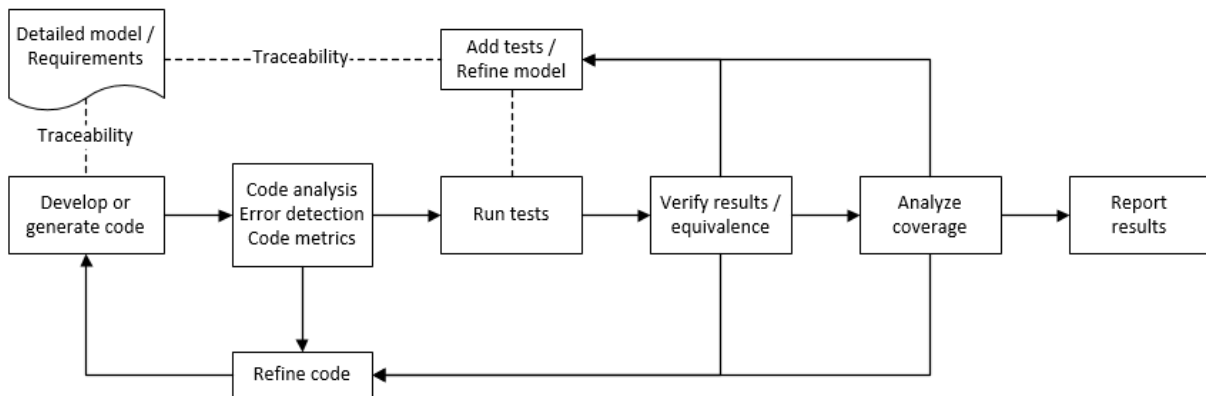 Detailed model /
Requirements
Traceability
Add tests /
Refine model
Traceability
Develop or
generate code
Code analysis
Error detection
Code metrics
Run tests
Verify results /
equivalence
Analyze
coverage
Report
results
Refine code